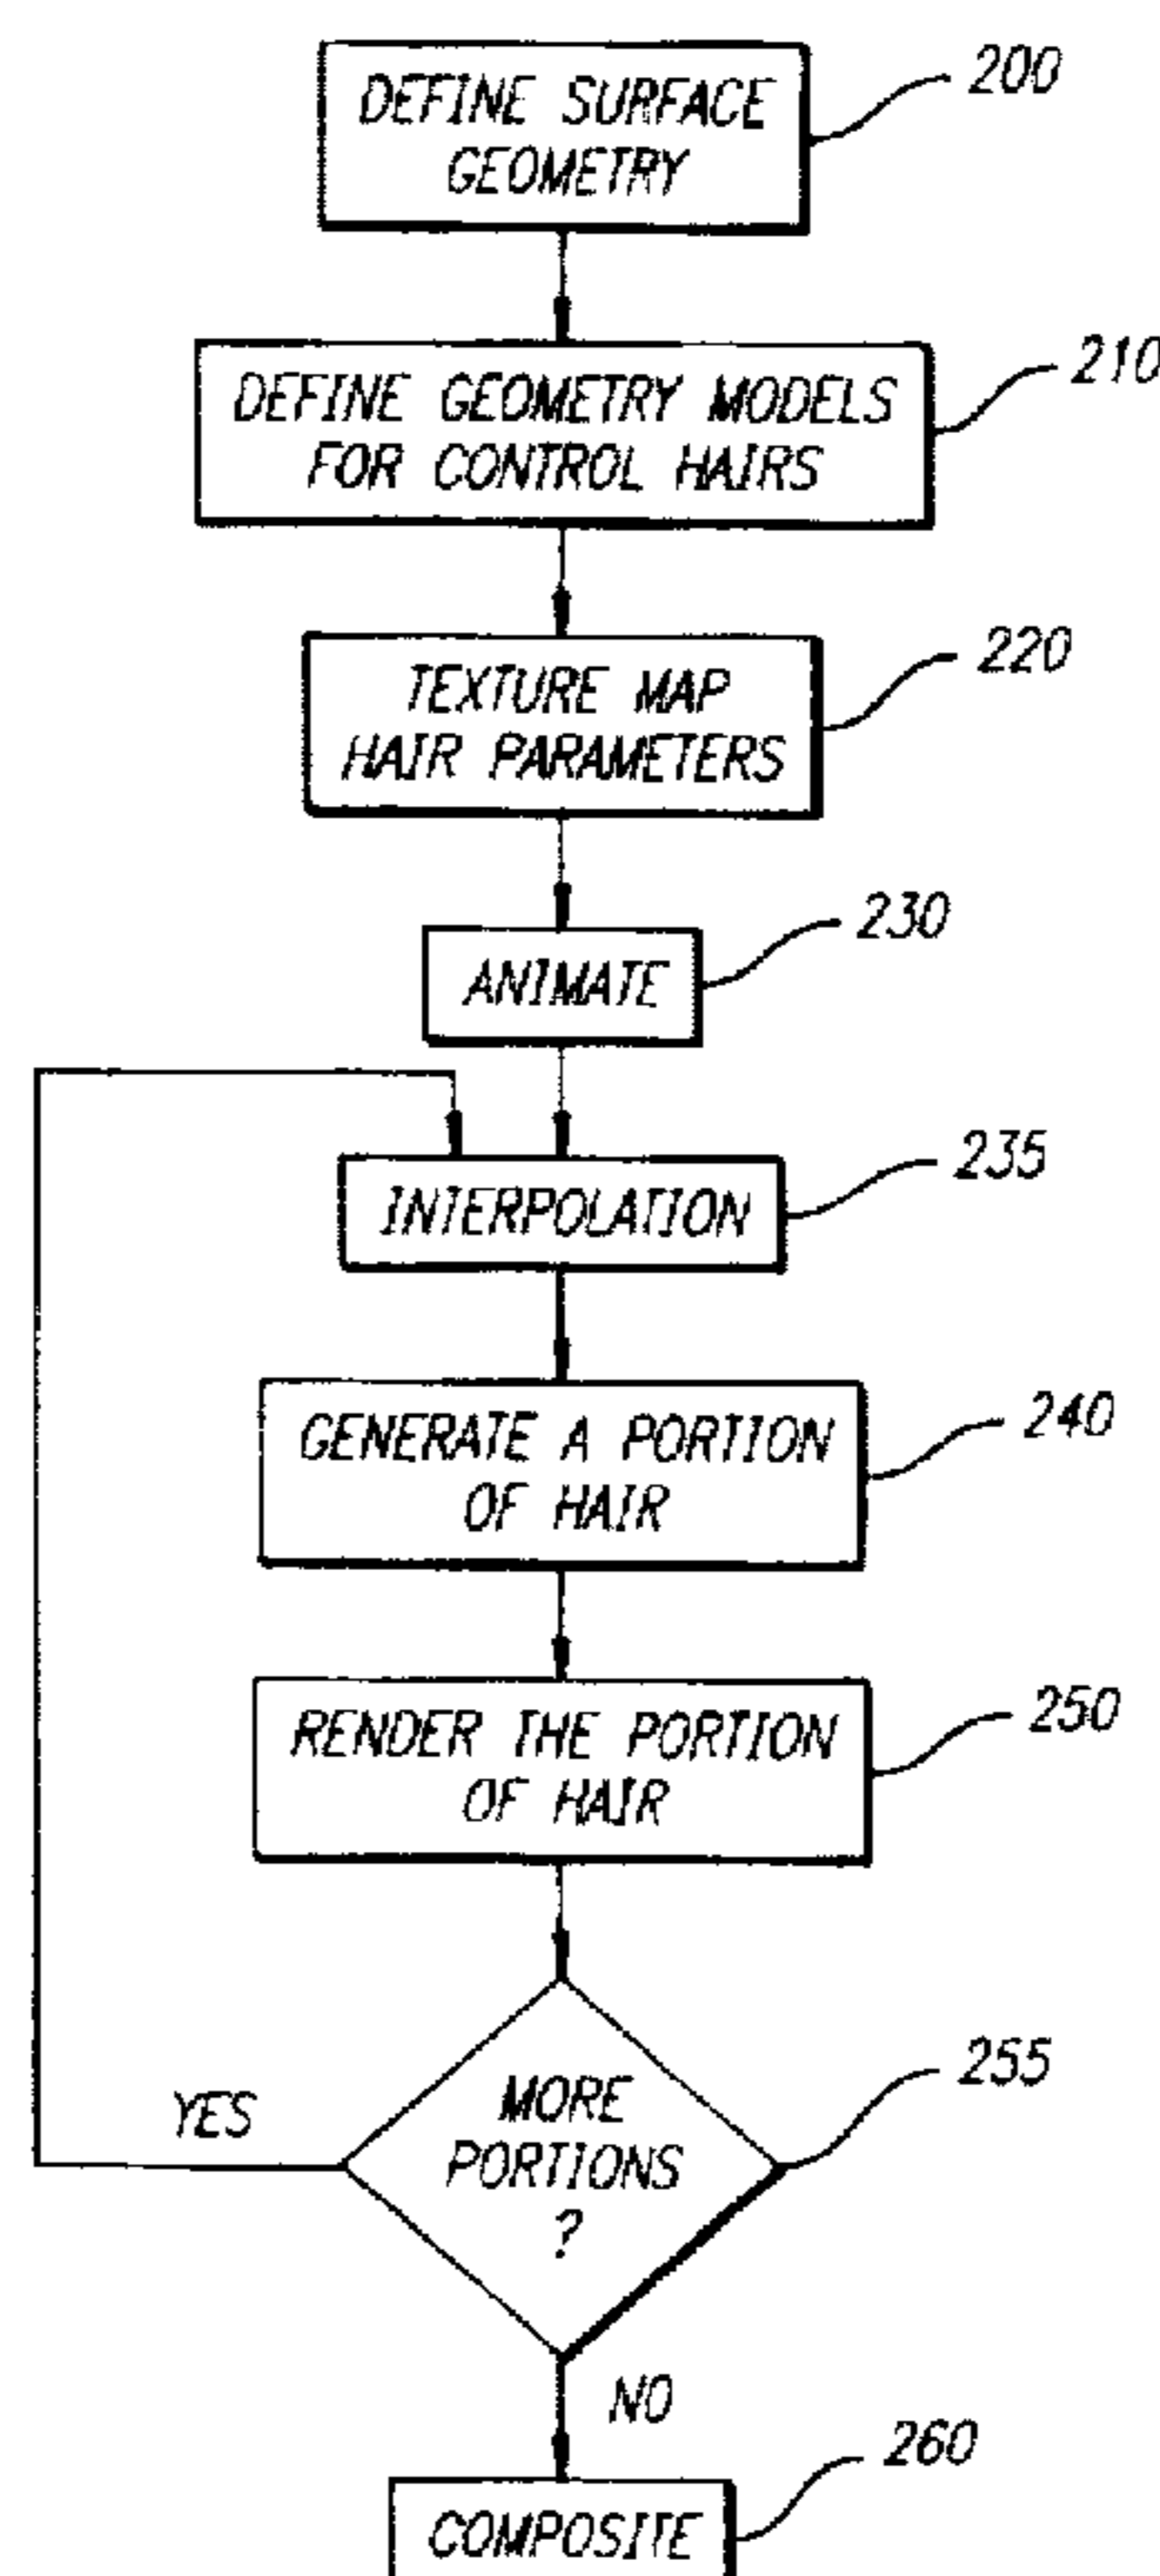 200
DEFINE SURFACE
GEOMETRY
210
DEFINE GEOMETRY MODELS
FOR CONTROL HAIRS
220
TEXTURE MAP
HAIR PARAMETERS
230
ANIMATE
235
INTERPOLATION
240
GENERATE A PORTION
OF HAIR
250
RENDER THE PORTION
OF HAIR
255
YES
MORE
PORTIONS
?
NO
260
COMPOSITE